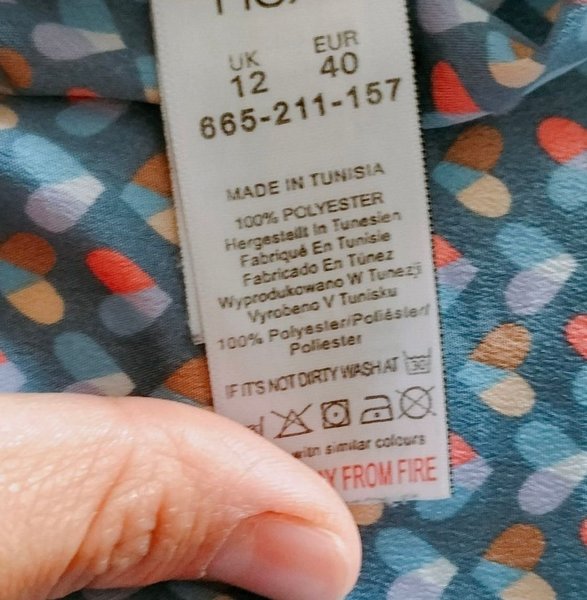 UK EUR
12 40
665-211-157
MADE IN TUNISIA
100% POLYESTER
Hergestellt In Tunesien
Fabriqué En Tunisie
Fabricado En Túnez
Wyprodukowano W Tunezji
Vyrobeno V Tunisku
100% Polyester/Poliéster/
Poliester
IF IT'S NOT DIRTY WASH AT 30
with similar colours
FROM FIRE